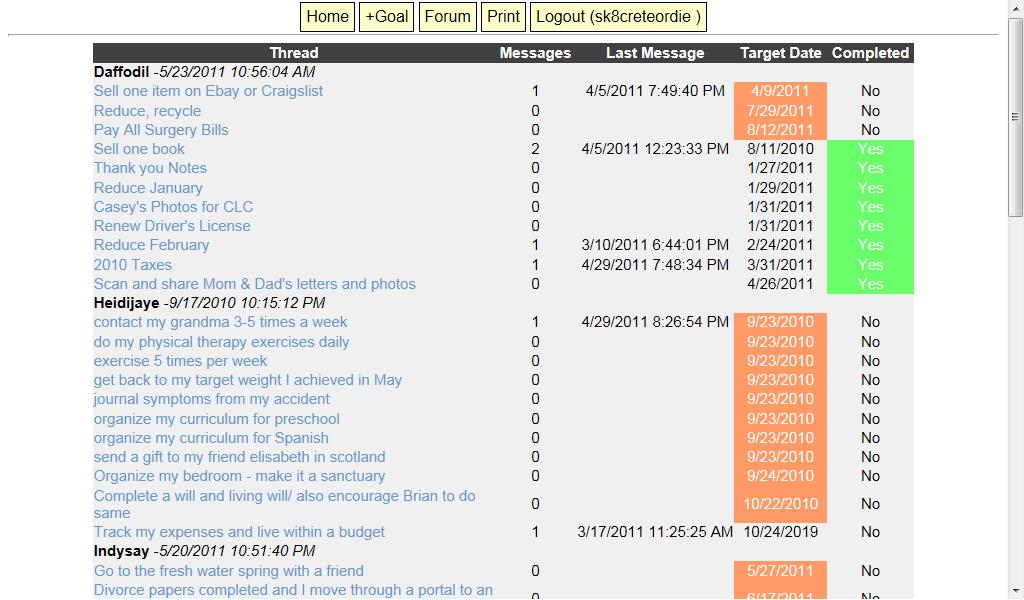 Home +Goal Forum Print Logout (sk8creteordie )
Thread Messages Last Message Target Date Completed
Daffodil -5/23/2011 10:56:04 AM
Sell one item on Ebay or Craigslist 1 4/5/2011 7:49:40 PM 4/9/2011 No
Reduce, recycle 0 7/29/2011 No
Pay All Surgery Bills 0 8/12/2011 No
Sell one book 2 4/5/2011 12:23:33 PM 8/11/2010 Yes
Thank you Notes 0 1/27/2011 Yes
Reduce January 0 1/29/2011 Yes
Casey's Photos for CLC 0 1/31/2011 Yes
Renew Driver's License 0 1/31/2011 Yes
Reduce February 1 3/10/2011 6:44:01 PM 2/24/2011 Yes
2010 Taxes 1 4/29/2011 7:48:34 PM 3/31/2011 Yes
Scan and share Mom & Dad's letters and photos 0 4/26/2011 Yes
Heidijaye -9/17/2010 10:15:12 PM
contact my grandma 3-5 times a week 1 4/29/2011 8:26:54 PM 9/23/2010 No
do my physical therapy exercises daily 0 9/23/2010 No
exercise 5 times per week 0 9/23/2010 No
get back to my target weight I achieved in May 0 9/23/2010 No
journal symptoms from my accident 0 9/23/2010 No
organize my curriculum for preschool 0 9/23/2010 No
organize my curriculum for Spanish 0 9/23/2010 No
send a gift to my friend elisabeth in scotland 0 9/23/2010 No
Organize my bedroom - make it a sanctuary 0 9/24/2010 No
Complete a will and living will/ also encourage Brian to do
same 0 10/22/2010 No
Track my expenses and live within a budget 1 3/17/2011 11:25:25 AM 10/24/2019 No
Indysay -5/20/2011 10:51:40 PM
Go to the fresh water spring with a friend 0 5/27/2011 No
Divorce papers completed and I move through a portal to an
0 6/17/2011 No